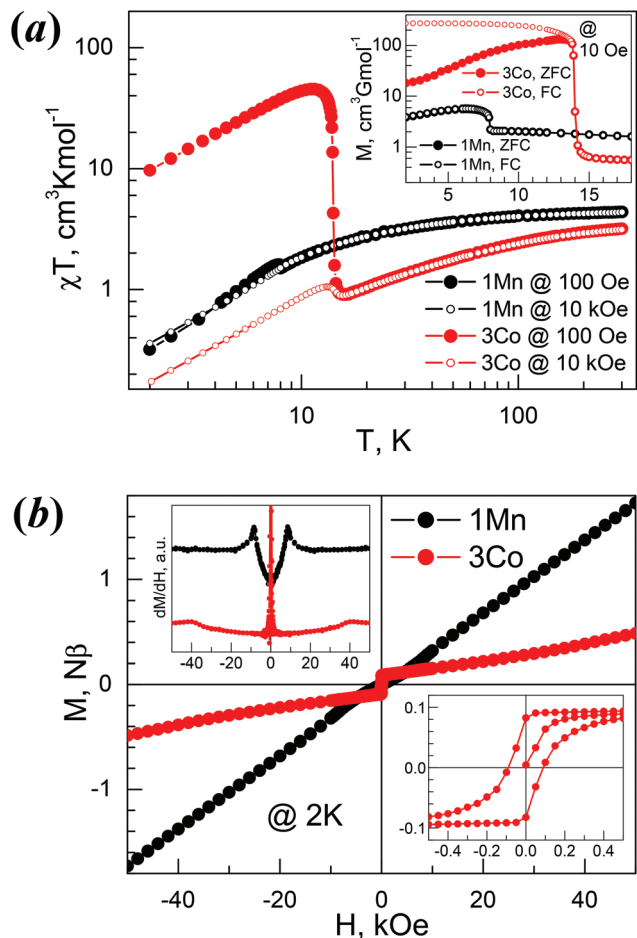 (a)
100
10
1
χT, cm³Kmol⁻¹
10
100
T, K
1Mn @ 100 Oe
1Mn @ 10 kOe
3Co @ 100 Oe
3Co @ 10 kOe
@
10 Oe
100
10
1
M, cm³Gmol⁻¹
3Co, ZFC
3Co, FC
1Mn, ZFC
1Mn, FC
5
10
15
(b)
1
0
-1
M, Nβ
dM/dH, a.u.
-40 -20 0 20 40
1Mn
3Co
@ 2K
0.1
0.0
-0.1
-0.4 -0.2 0.0 0.2 0.4
-40 -20 0 20 40
H, kOe